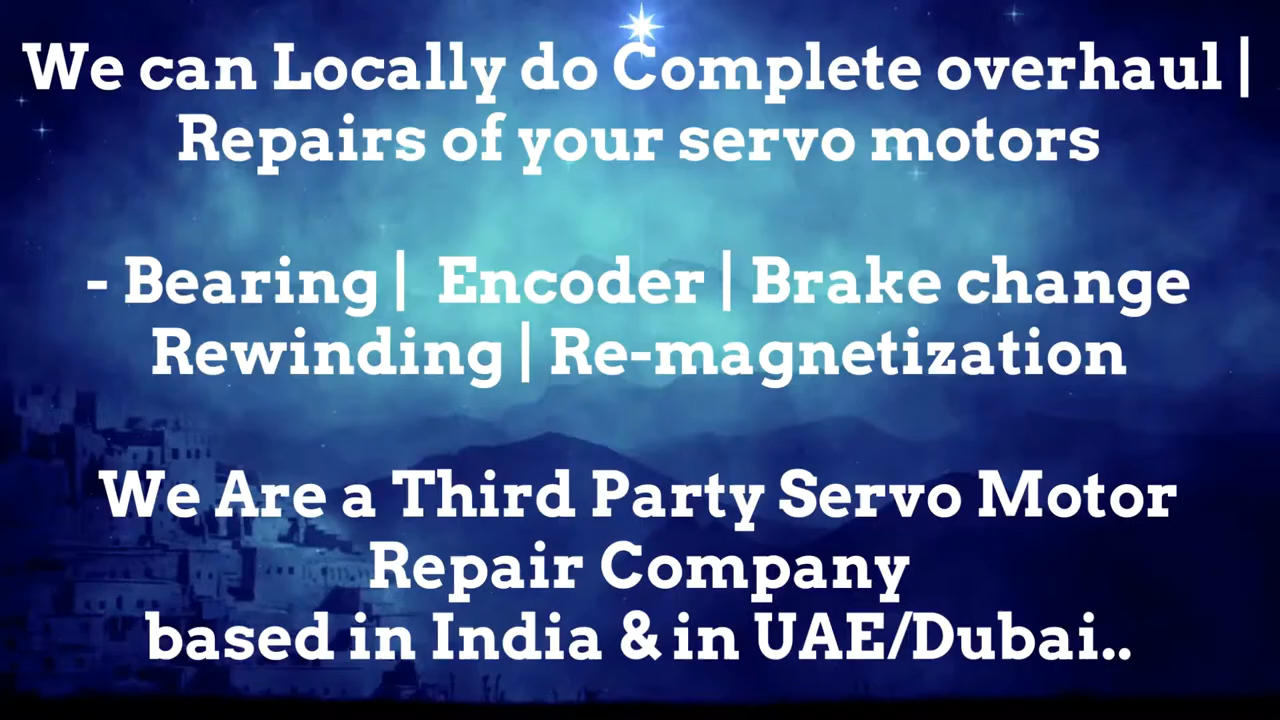 We can Locally do Complete overhaul |
Repairs of your servo motors
- Bearing | Encoder | Brake change
Rewinding | Re-magnetization
We Are a Third Party Servo Motor
Repair Company
based in India & in UAE/Dubai..